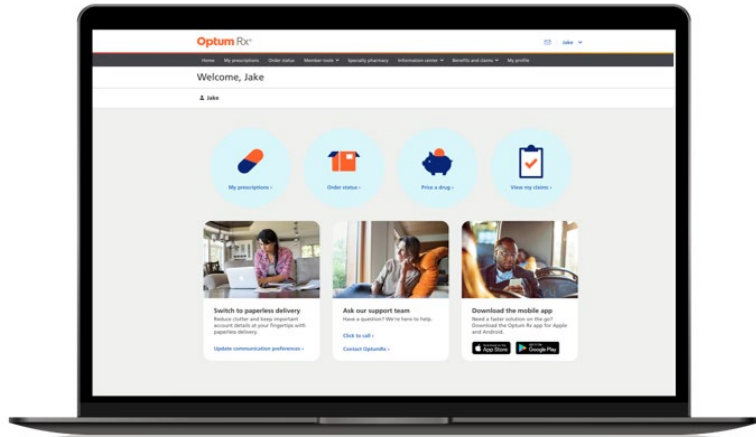 Optum Rx®
Jake
Home My prescriptions Order status Member tools Specialty pharmacy Information center Benefits and claims My profile
Welcome, Jake
Jake
My prescriptions ›
Order status ›
Price a drug ›
View my claims ›
Switch to paperless delivery
Reduce clutter and keep important
account details at your fingertips with
paperless delivery.
Update communication preferences ›
Ask our support team
Have a question? We're here to help.
Click to call ›
Contact OptumRx ›
Download the mobile app
Need a faster solution on the go?
Download the Optum Rx app for Apple
and Android.
App Store
Google Play